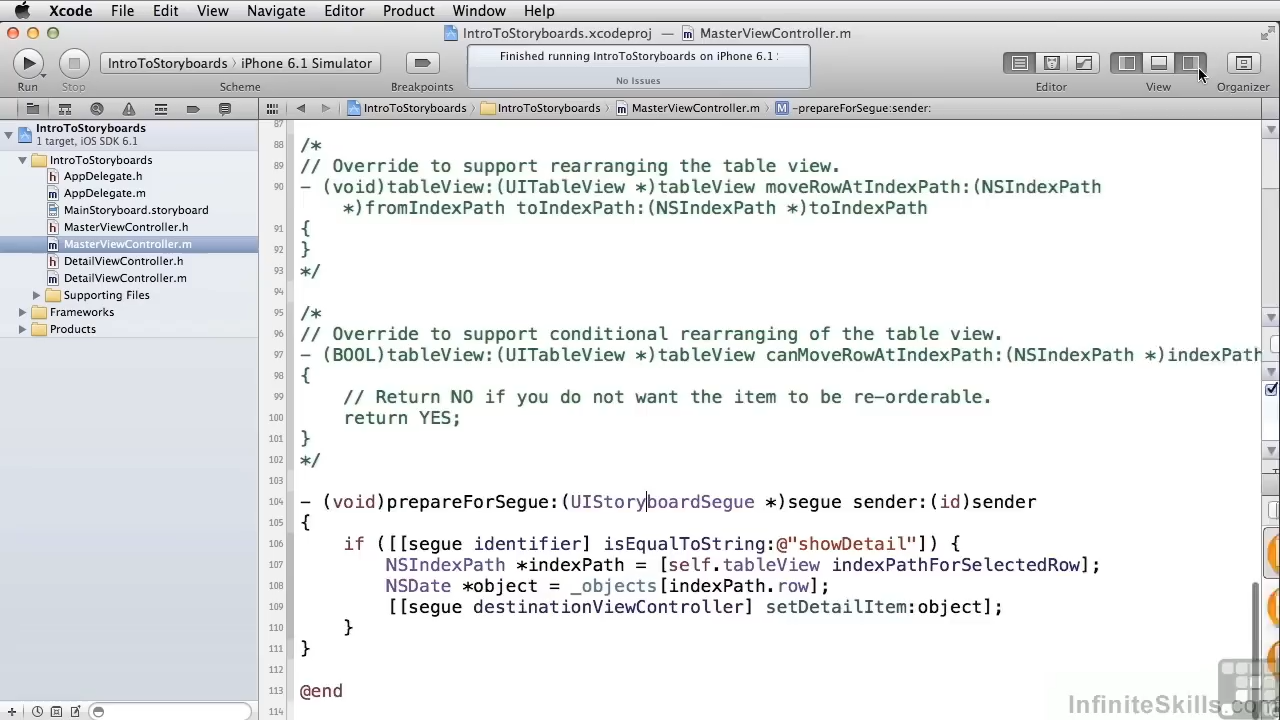 Xcode File Edit View Navigate Editor Product Window Help
IntroToStoryboards.xcodeproj — MasterViewController.m
IntroToStoryboards iPhone 6.1 Simulator
Finished running IntroToStoryboards on iPhone 6.1 :
No Issues
Run Stop Scheme Breakpoints Editor View Organizer
IntroToStoryboards IntroToStoryboards MasterViewController.m M -prepareForSegue:sender:
IntroToStoryboards
1 target, iOS SDK 6.1
IntroToStoryboards
h AppDelegate.h
m AppDelegate.m
MainStoryboard.storyboard
h MasterViewController.h
m MasterViewController.m
h DetailViewController.h
m DetailViewController.m
Supporting Files
Frameworks
Products
87
88 /*
89 // Override to support rearranging the table view.
90 - (void)tableView:(UITableView *)tableView moveRowAtIndexPath:(NSIndexPath
*)fromIndexPath toIndexPath:(NSIndexPath *)toIndexPath
91 {
92 }
93 */
94
95 /*
96 // Override to support conditional rearranging of the table view.
97 - (BOOL)tableView:(UITableView *)tableView canMoveRowAtIndexPath:(NSIndexPath *)indexPath
98 {
99 // Return NO if you do not want the item to be re-orderable.
100 return YES;
101 }
102 */
103
104 - (void)prepareForSegue:(UIStoryboardSegue *)segue sender:(id)sender
105 {
106 if ([[segue identifier] isEqualToString:@"showDetail"]) {
107 NSIndexPath *indexPath = [self.tableView indexPathForSelectedRow];
108 NSDate *object = _objects[indexPath.row];
109 [[segue destinationViewController] setDetailItem:object];
110 }
111 }
112
113 @end
114
InfiniteSkills.com